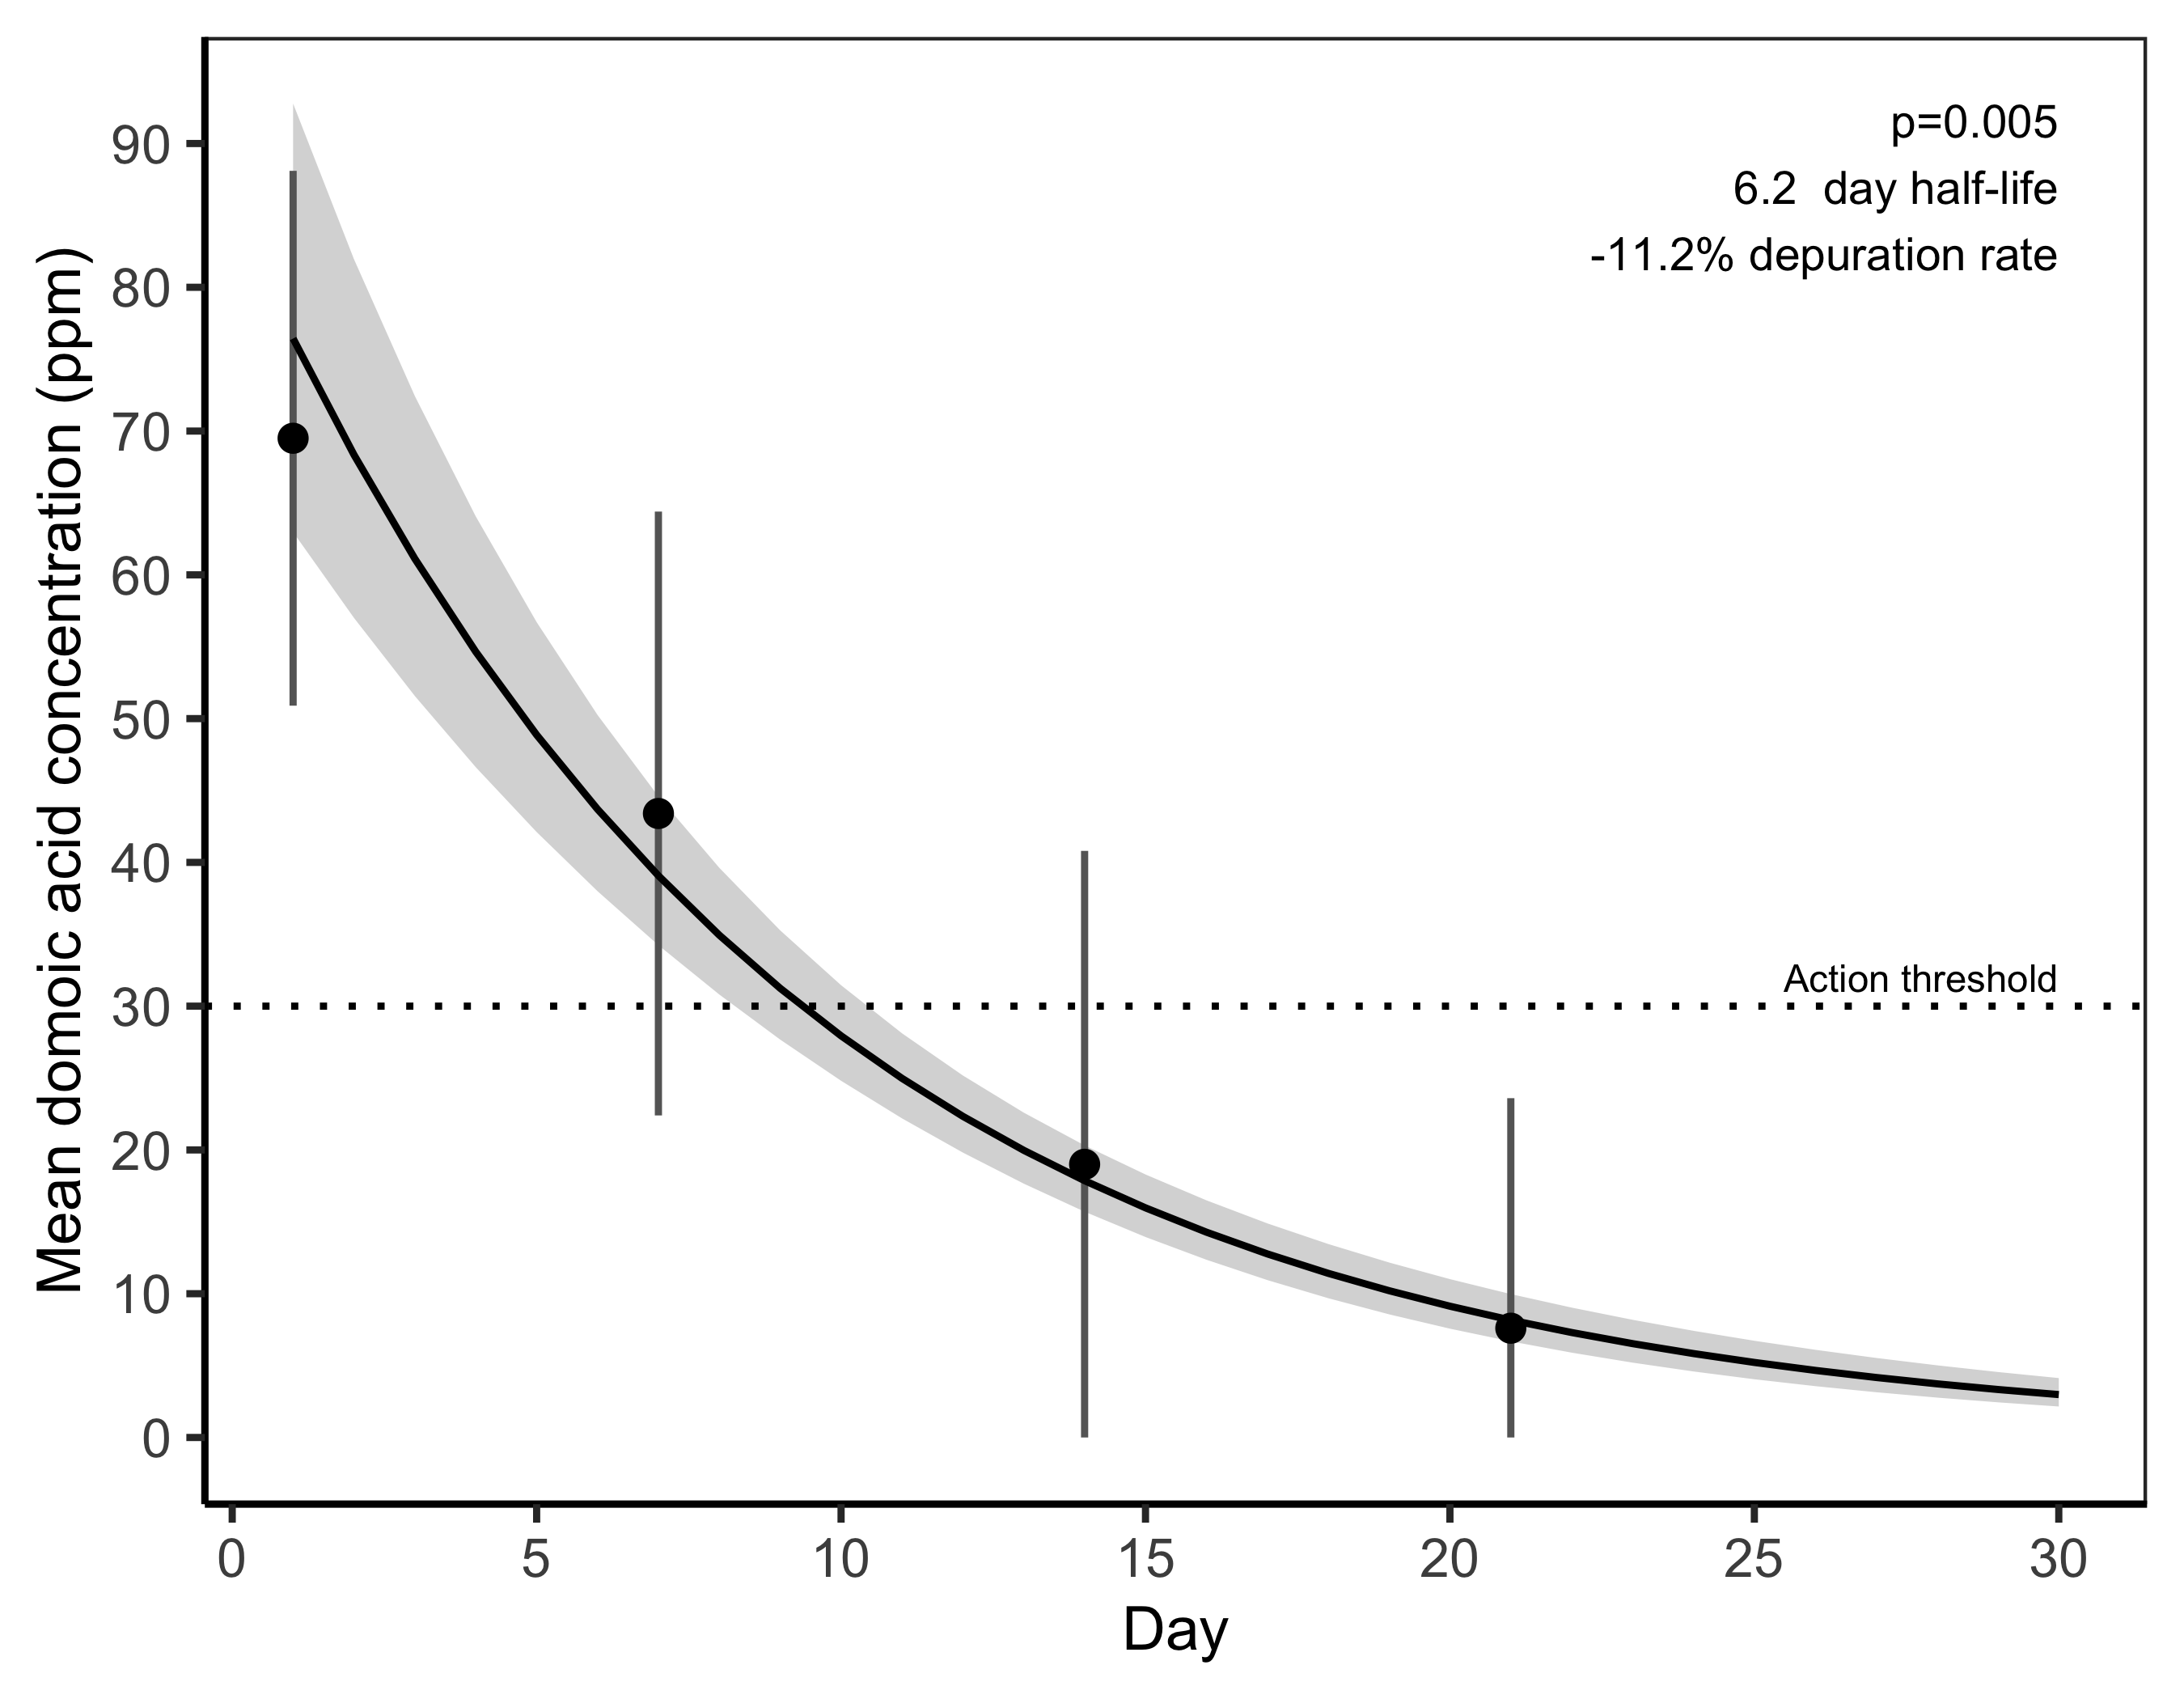 p=0.005
6.2  day half-life
-11.2% depuration rate
Mean domoic acid concentration (ppm)
90
80
70
60
50
40
30
20
10
0
Action threshold
0 5 10 15 20 25 30
Day